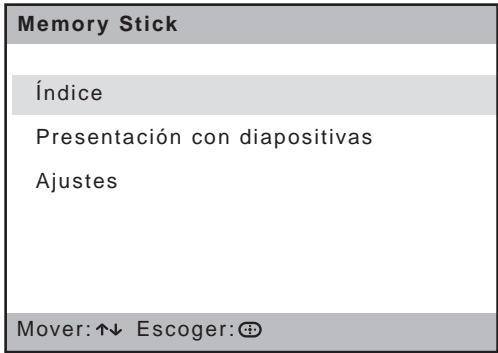 Memory Stick
Índice
Presentación con diapositivas
Ajustes
Mover:↑↓ Escoger:⊕